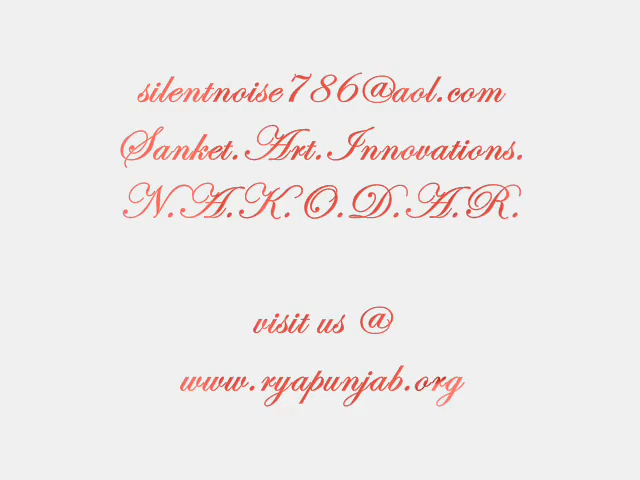 silentnoise786@aol.com
Sanket.Art.Innovations.
N.A.K.O.D.A.R.
visit us @
www.ryapunjab.org